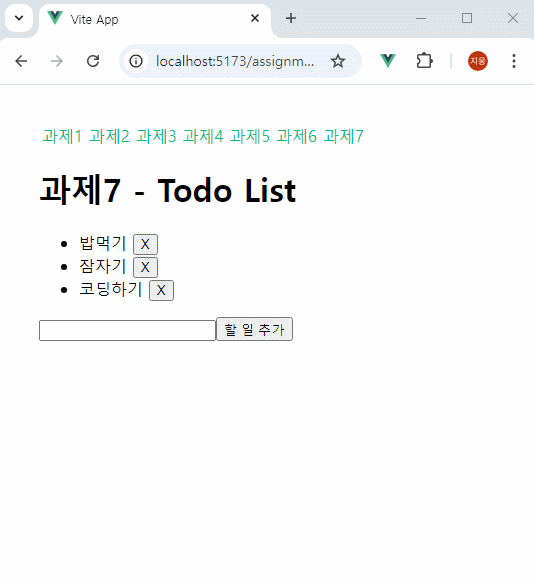 Vite App
localhost:5173/assignm...
지웅
과제1 과제2 과제3 과제4 과제5 과제6 과제7
과제7 - Todo List
밥먹기 X
잠자기 X
코딩하기 X
할 일 추가